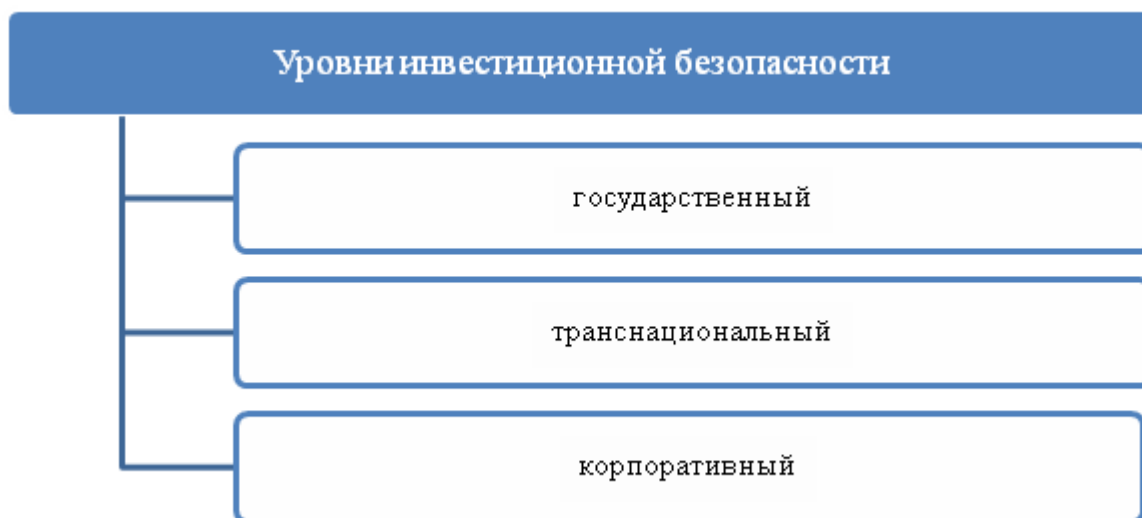 Уровни инвестиционной безопасности
государственный
транснациональный
корпоративный